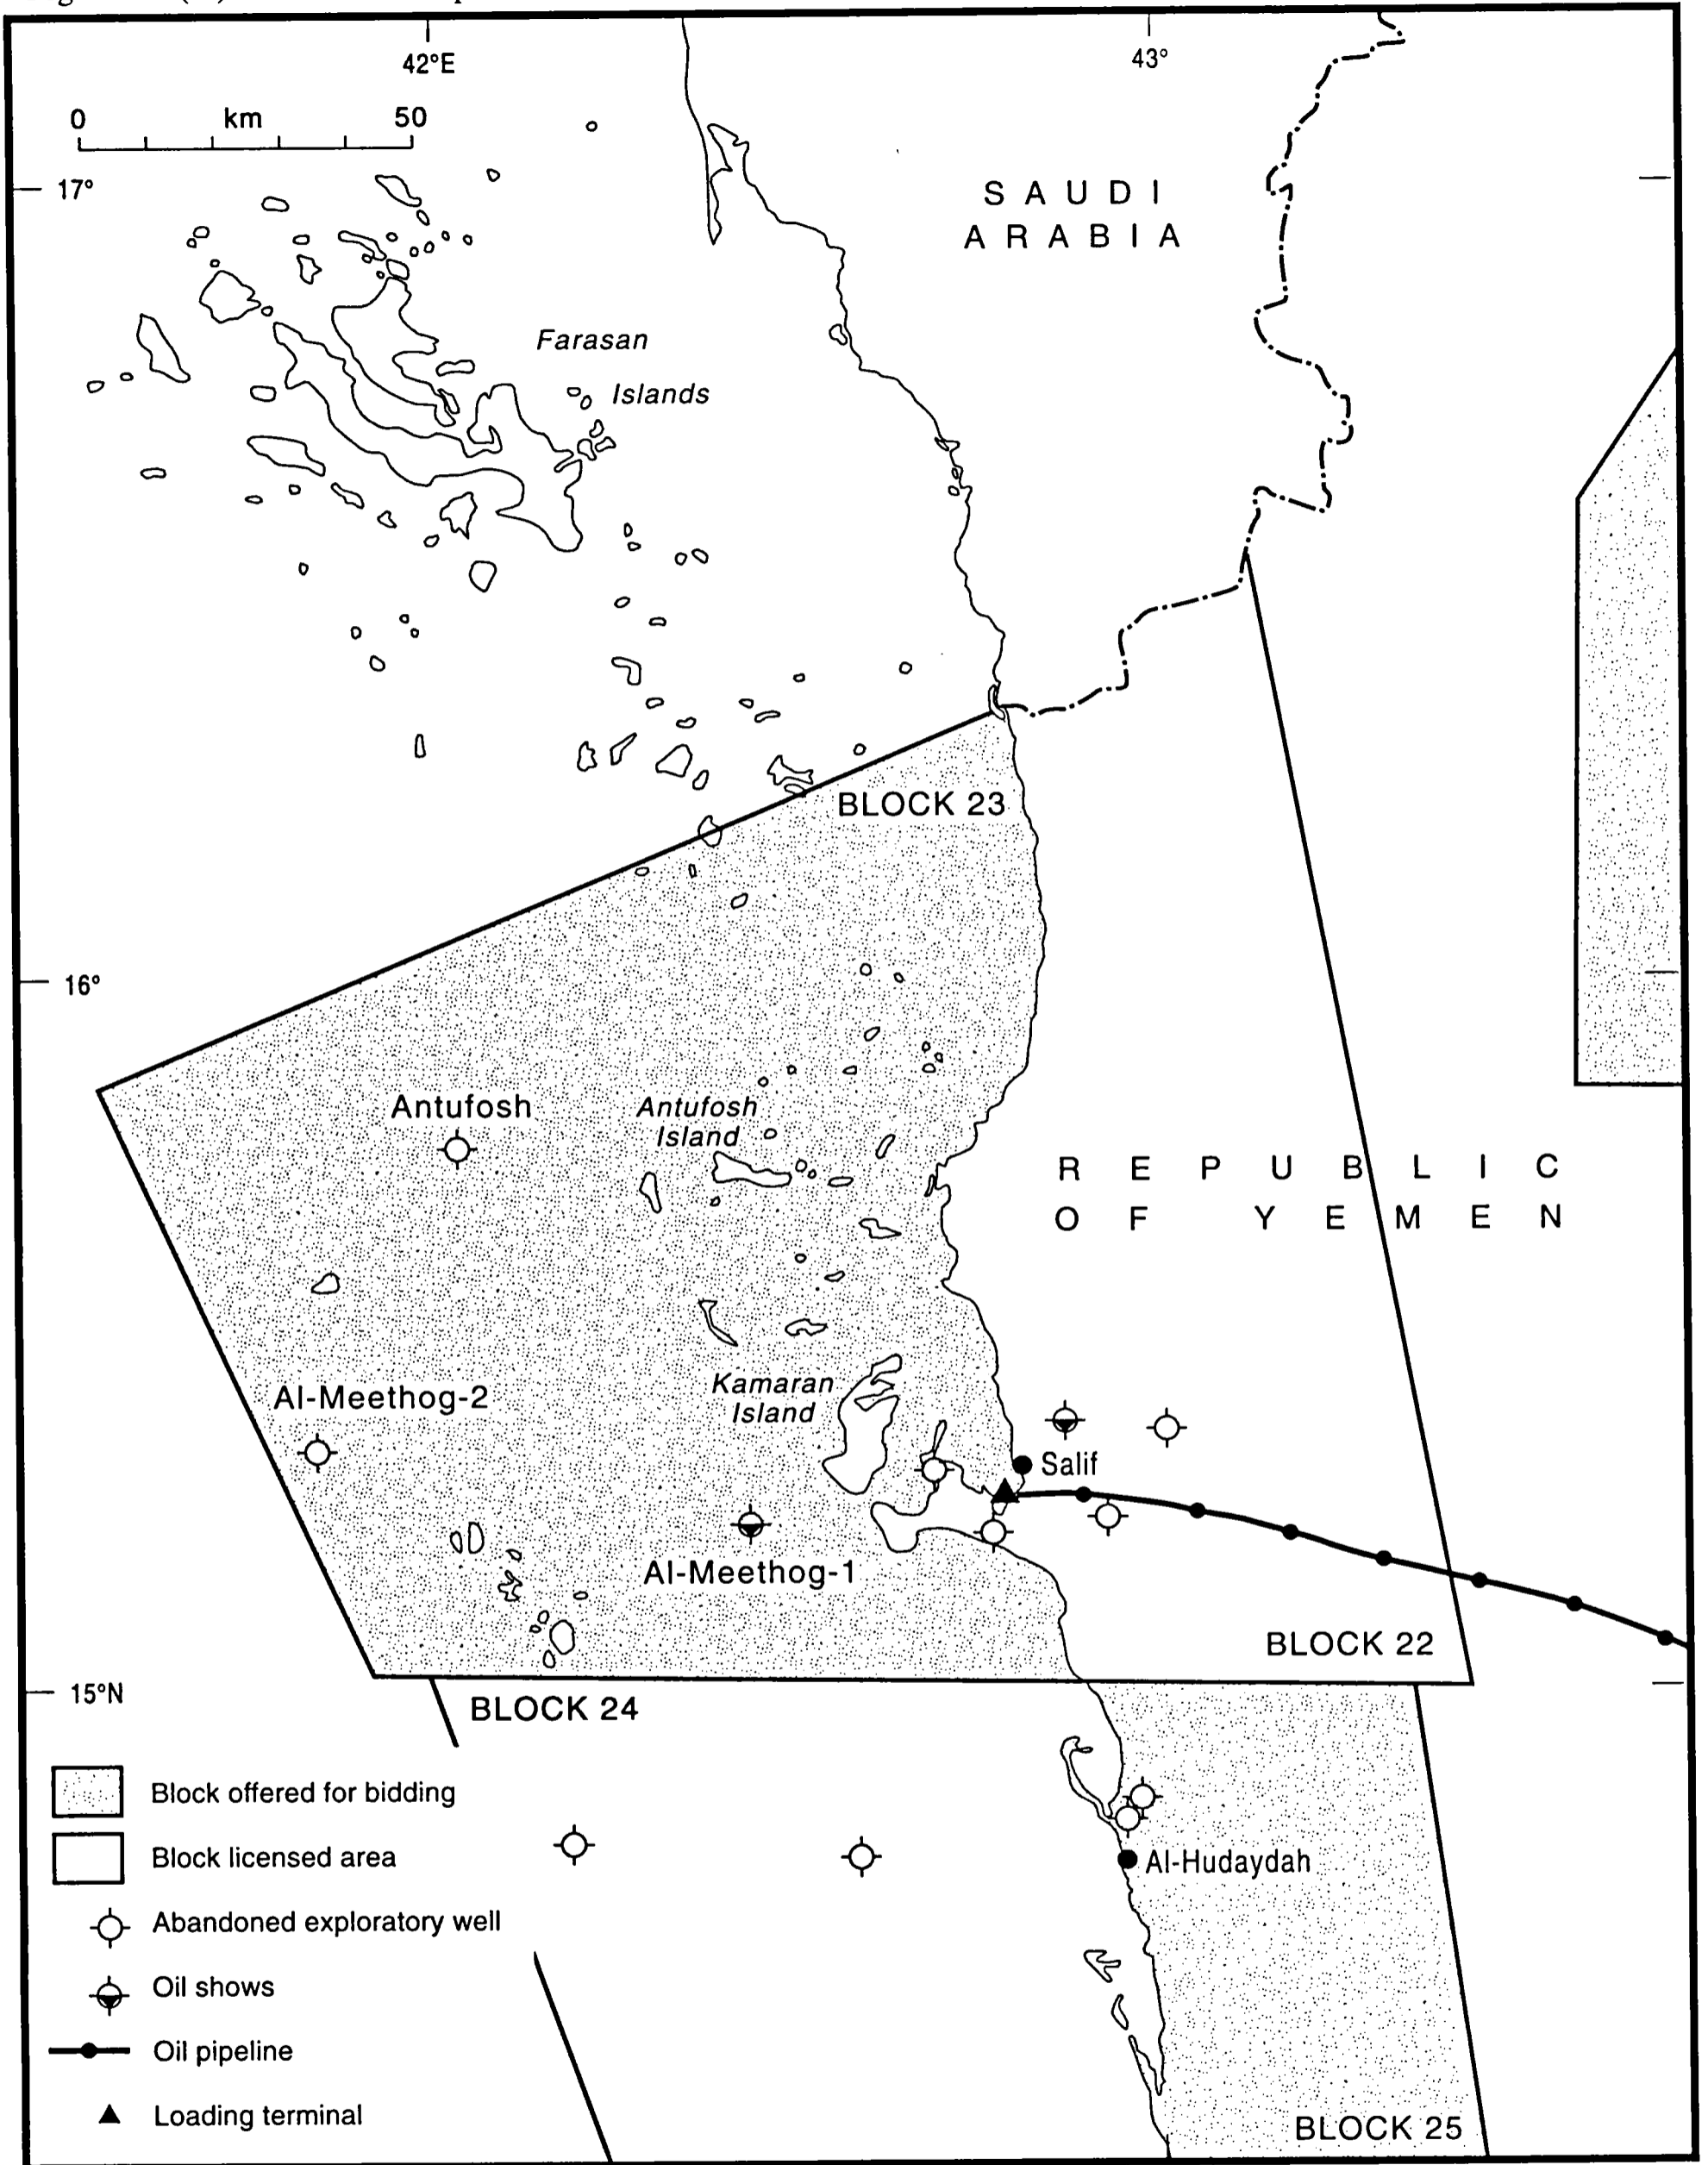 42°E
43°
0 km 50
17°
SAUDI
ARABIA
Farasan
Islands
BLOCK 23
16°
Antufosh
Antufosh
Island
REPUBLIC
OF YEMEN
Al-Meethog-2
Kamaran
Island
Salif
Al-Meethog-1
BLOCK 22
15°N
BLOCK 24
Block offered for bidding
Block licensed area
Al-Hudaydah
Abandoned exploratory well
Oil shows
Oil pipeline
Loading terminal
BLOCK 25